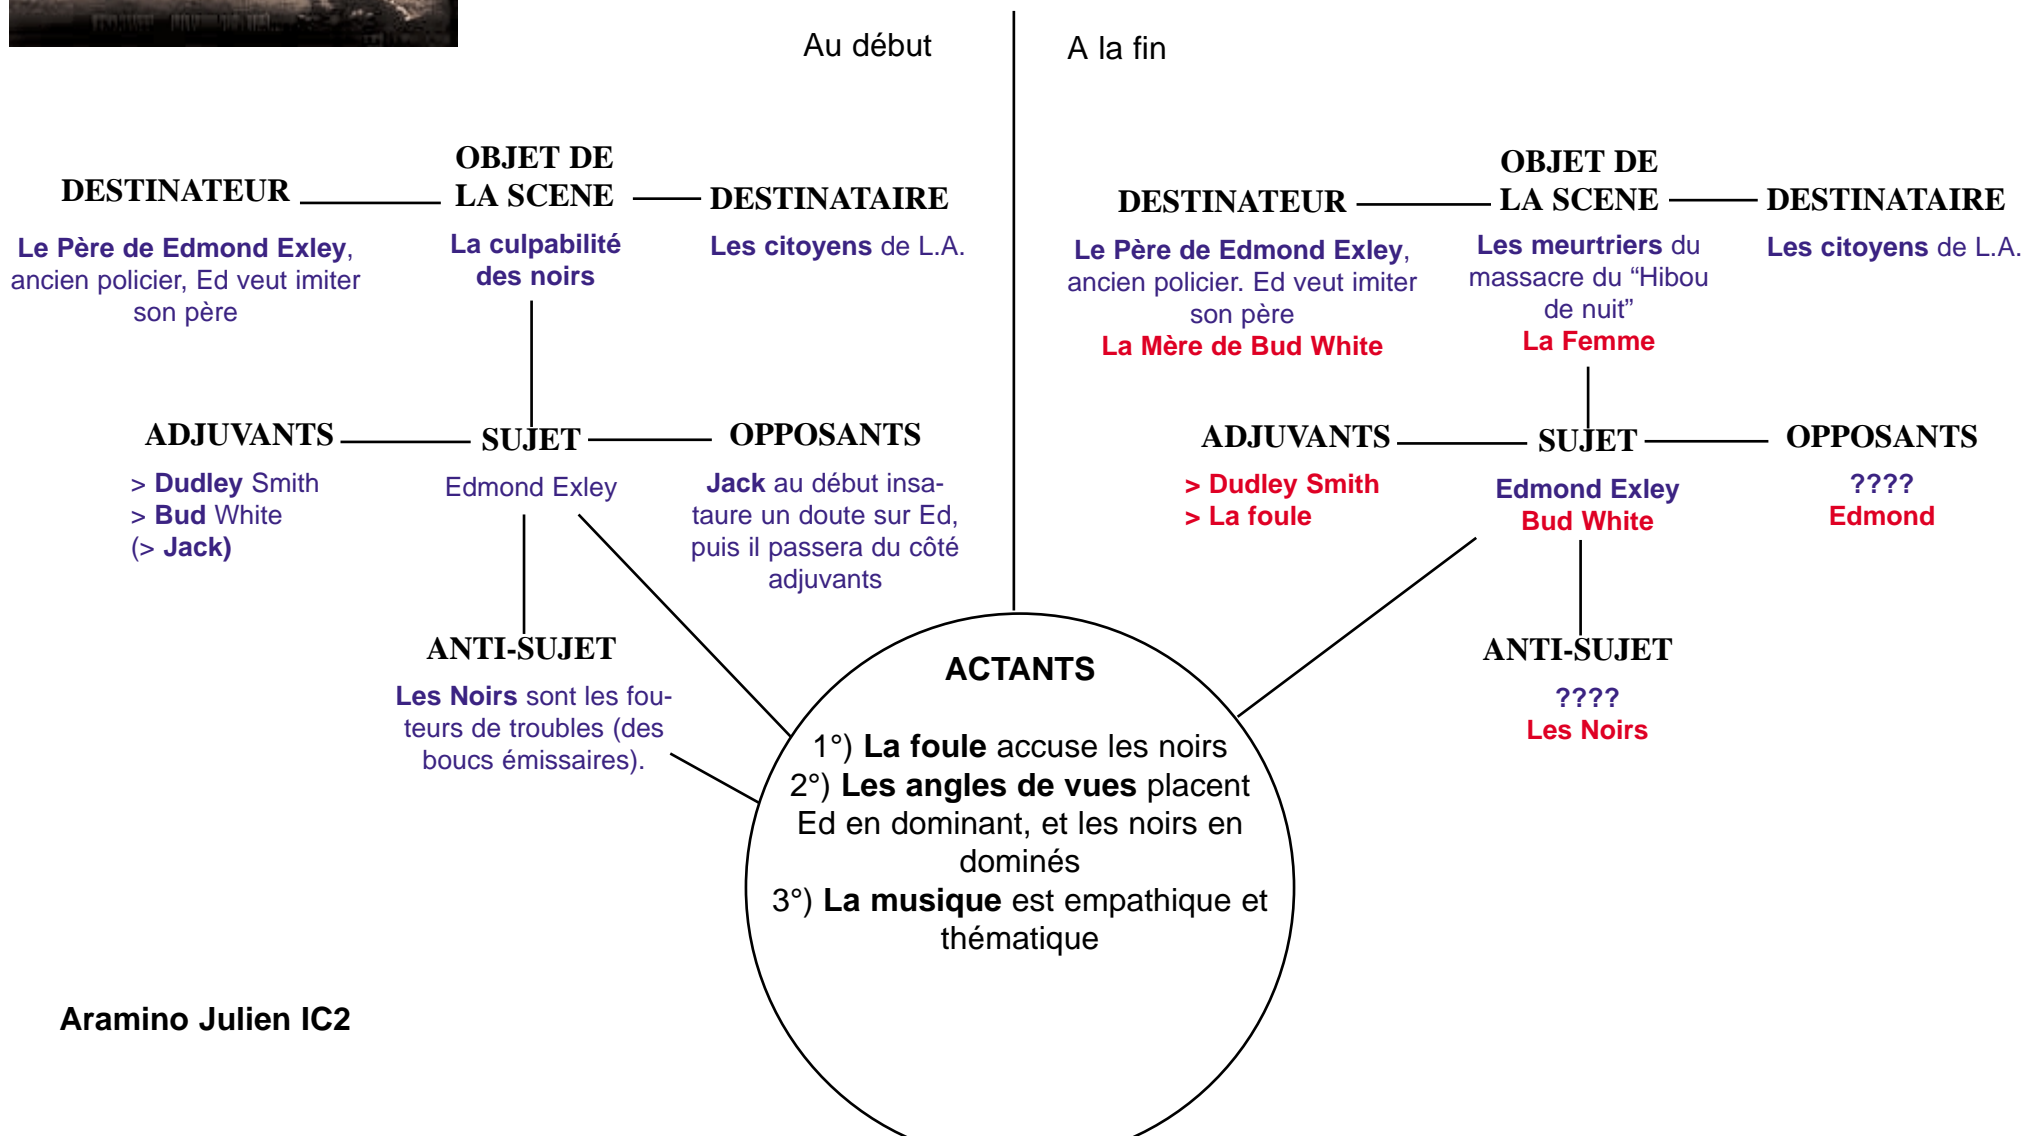 Au début
A la fin
DESTINATEUR
OBJET DE
LA SCENE
DESTINATAIRE
Le Père de Edmond Exley,
ancien policier, Ed veut imiter
son père
La culpabilité
des noirs
Les citoyens de L.A.
ADJUVANTS
SUJET
OPPOSANTS
> Dudley Smith
> Bud White
(> Jack)
Edmond Exley
Jack au début insa-
taure un doute sur Ed,
puis il passera du côté
adjuvants
ANTI-SUJET
Les Noirs sont les fou-
teurs de troubles (des
boucs émissaires).
DESTINATEUR
OBJET DE
LA SCENE
DESTINATAIRE
Le Père de Edmond Exley,
ancien policier. Ed veut imiter
son père
La Mère de Bud White
Les meurtriers du
massacre du “Hibou
de nuit”
La Femme
Les citoyens de L.A.
ADJUVANTS
SUJET
OPPOSANTS
> Dudley Smith
> La foule
Edmond Exley
Bud White
????
Edmond
ANTI-SUJET
????
Les Noirs
ACTANTS
1°) La foule accuse les noirs
2°) Les angles de vues placent
Ed en dominant, et les noirs en
dominés
3°) La musique est empathique et
thématique
Aramino Julien IC2